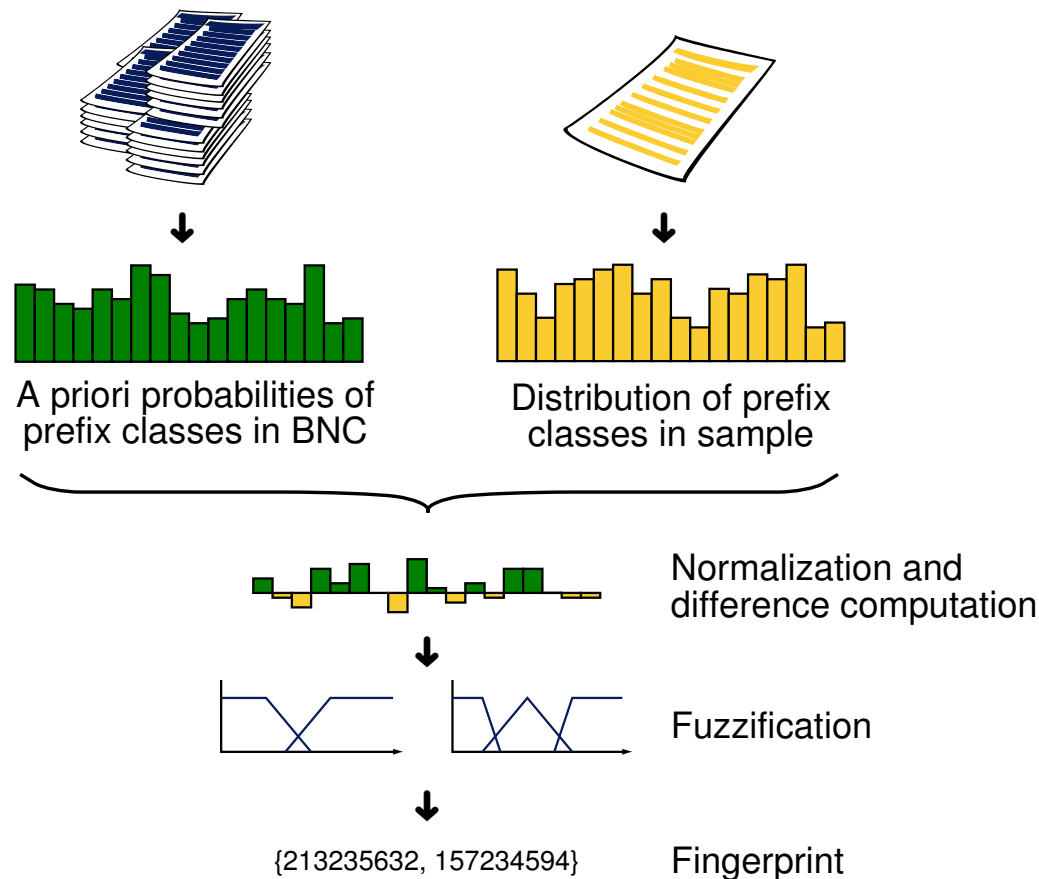 A priori probabilities of
prefix classes in BNC
Distribution of prefix
classes in sample
Normalization and
difference computation
Fuzzification
{213235632, 157234594}
Fingerprint